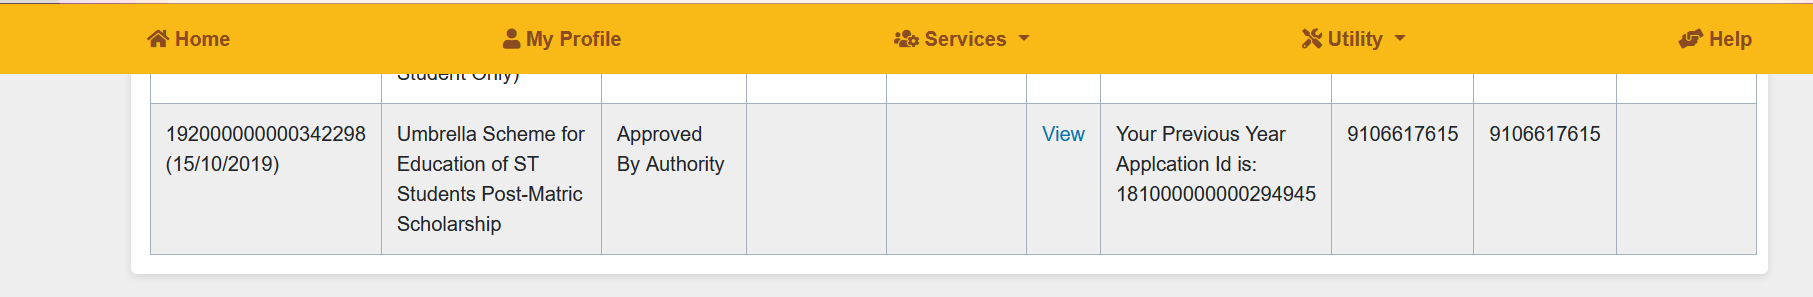 Home
My Profile
Services
Utility
Help
Student Only)
192000000000342298
(15/10/2019)
Umbrella Scheme for
Education of ST
Students Post-Matric
Scholarship
Approved
By Authority
View
Your Previous Year
Applcation Id is:
181000000000294945
9106617615
9106617615